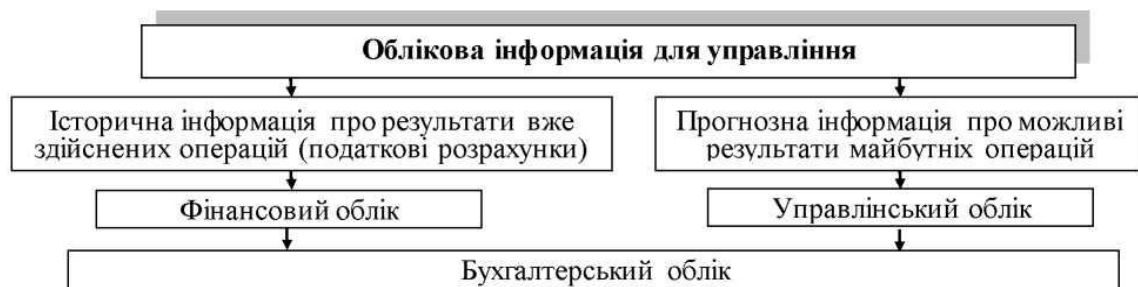 Облікова інформація для управління
Історична інформація про результати вже
здійснених операцій (податкові розрахунки)
Прогнозна інформація про можливі
результати майбутніх операцій
Фінансовий облік
Управлінський облік
Бухгалтерський облік